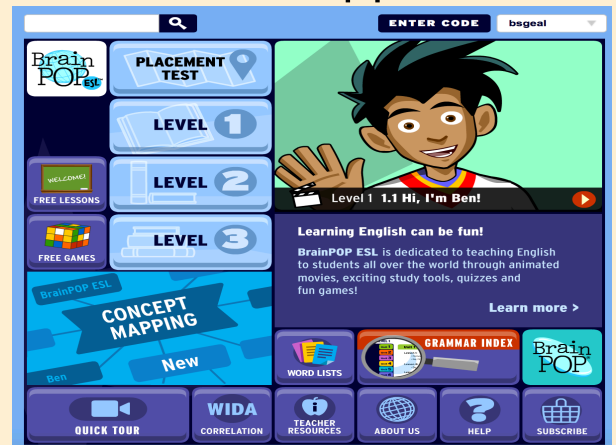 ENTER CODE
bsgeal
Brain
POP
ESL
PLACEMENT
TEST
LEVEL 1
LEVEL 2
LEVEL 3
WELCOME!
FREE LESSONS
FREE GAMES
Level 1 1.1 Hi, I'm Ben!
Learning English can be fun!
BrainPOP ESL is dedicated to teaching English
to students all over the world through animated
movies, exciting study tools, quizzes and
fun games!
Learn more >
BrainPOP ESL
CONCEPT
MAPPING
New
Ben
WORD LISTS
GRAMMAR INDEX
Brain
POP
QUICK TOUR
WIDA
CORRELATION
TEACHER
RESOURCES
ABOUT US
HELP
SUBSCRIBE